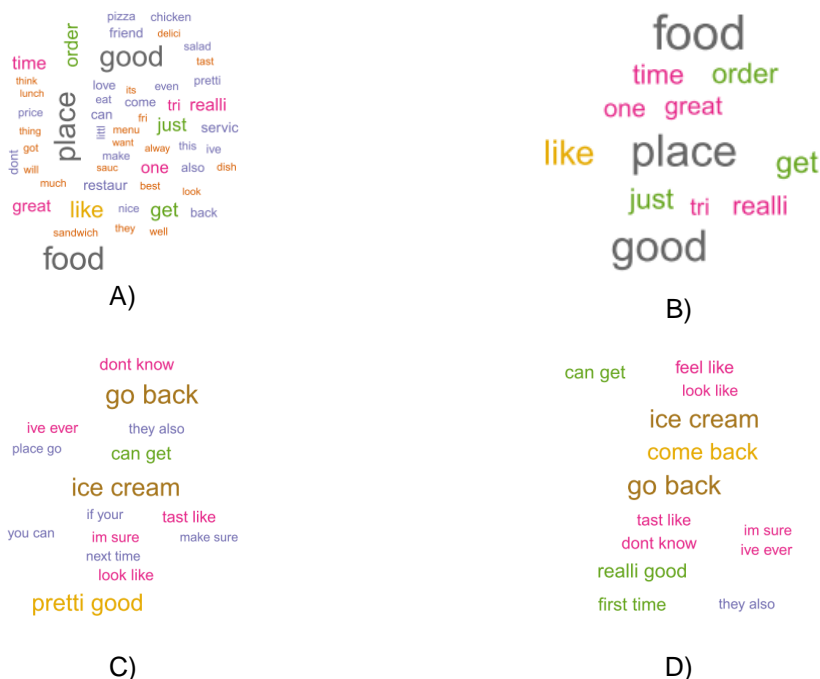 pizza chicken
friend delici
order good salad
time tast
think love its even pretti
lunch eat come tri realli
price place can fri just servic
thing littl menu
got want alway this ive
dont make
will sauc one also dish
much restaur best look
great like nice get back
sandwich they well
food
A)
food
time order
one great
like place get
just tri realli
good
B)
dont know
go back
ive ever they also
place go can get
ice cream
if your tast like
you can im sure make sure
next time
look like
pretti good
C)
can get feel like
look like
ice cream
come back
go back
tast like im sure
dont know ive ever
realli good
first time they also
D)